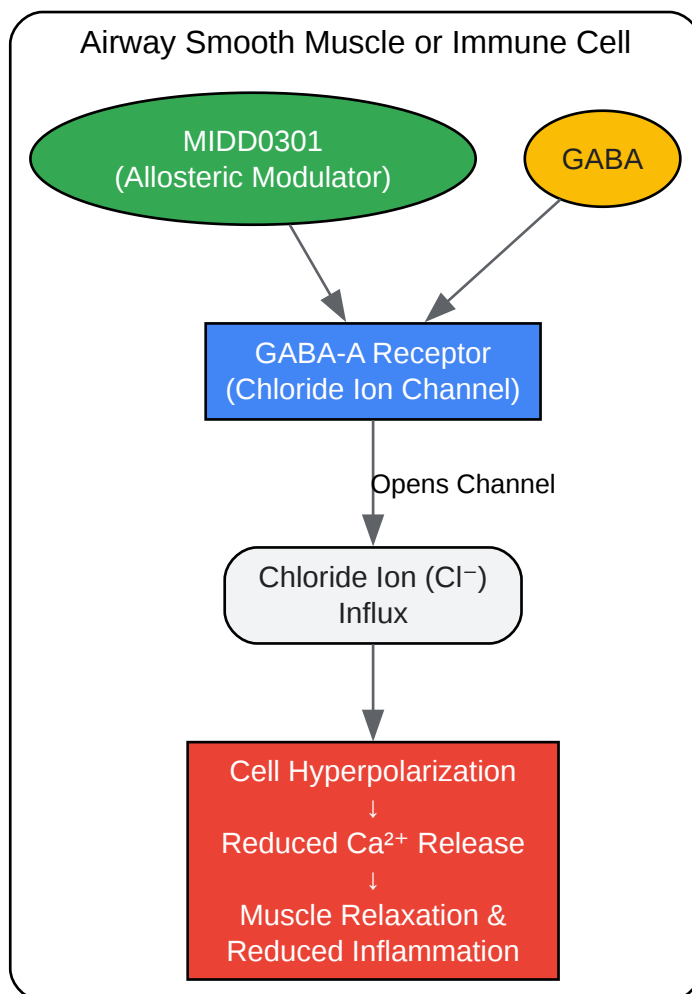 Airway Smooth Muscle or Immune Cell
MIDD0301
(Allosteric Modulator)
GABA
GABA-A Receptor
(Chloride Ion Channel)
Opens Channel
Chloride Ion (Cl⁻)
Influx
Cell Hyperpolarization
↓
Reduced Ca²⁺ Release
↓
Muscle Relaxation &
Reduced Inflammation